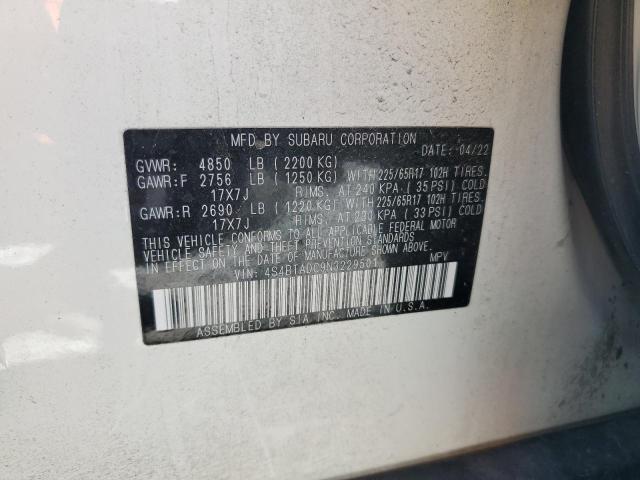 MFD BY SUBARU CORPORATION
DATE: 04/22
GVWR: 4850 LB (2200 KG)
GAWR:F 2756 LB (1250 KG) WITH 225/65R17 102H TIRES,
17X7J RIMS, AT 240 KPA (35 PSI) COLD
GAWR:R 2690 LB (1220 KG) WITH 225/65R17 102H TIRES,
17X7J RIMS, AT 230 KPA (33 PSI) COLD
THIS VEHICLE CONFORMS TO ALL APPLICABLE FEDERAL MOTOR
VEHICLE SAFETY STANDARDS IN EFFECT ON THE DATE OF
MANUFACTURE SHOWN ABOVE.
VIN: 4S4BTADC9N3229501 MPV
ASSEMBLED BY SIA INC. MADE IN U.S.A.